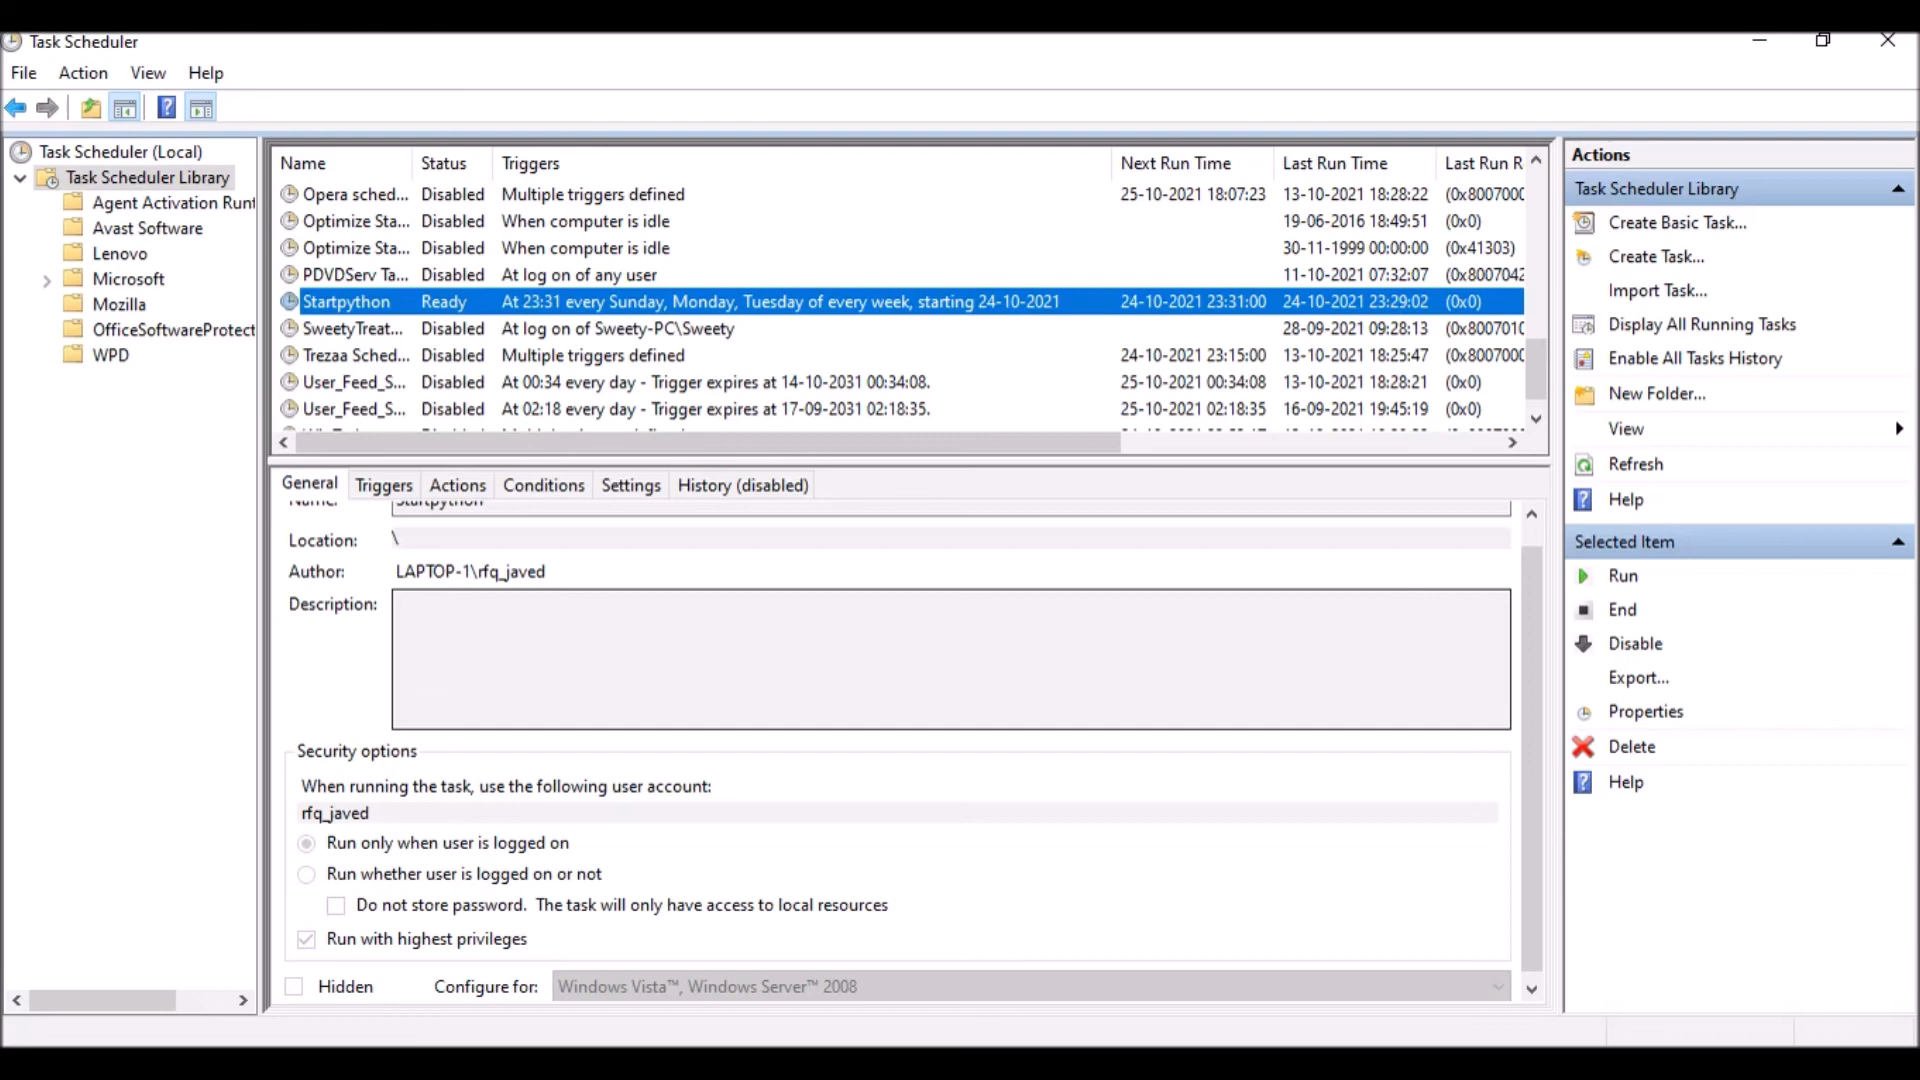 Task Scheduler
File Action View Help
Task Scheduler (Local)
Task Scheduler Library
Agent Activation Runt
Avast Software
Lenovo
Microsoft
Mozilla
OfficeSoftwareProtect
WPD
Name Status Triggers Next Run Time Last Run Time Last Run R
Opera sched... Disabled Multiple triggers defined 25-10-2021 18:07:23 13-10-2021 18:28:22 (0x8007000
Optimize Sta... Disabled When computer is idle 19-06-2016 18:49:51 (0x0)
Optimize Sta... Disabled When computer is idle 30-11-1999 00:00:00 (0x41303)
PDVDServ Ta... Disabled At log on of any user 11-10-2021 07:32:07 (0x8007042
Startpython Ready At 23:31 every Sunday, Monday, Tuesday of every week, starting 24-10-2021 24-10-2021 23:31:00 24-10-2021 23:29:02 (0x0)
SweetyTreat... Disabled At log on of Sweety-PC\Sweety 28-09-2021 09:28:13 (0x8007010
Trezaa Sched... Disabled Multiple triggers defined 24-10-2021 23:15:00 13-10-2021 18:25:47 (0x8007000
User_Feed_S... Disabled At 00:34 every day - Trigger expires at 14-10-2031 00:34:08. 25-10-2021 00:34:08 13-10-2021 18:28:21 (0x0)
User_Feed_S... Disabled At 02:18 every day - Trigger expires at 17-09-2031 02:18:35. 25-10-2021 02:18:35 16-09-2021 19:45:19 (0x0)
General Triggers Actions Conditions Settings History (disabled)
Name: Startpython
Location: \
Author: LAPTOP-1\rfq_javed
Description:
Security options
When running the task, use the following user account:
rfq_javed
Run only when user is logged on
Run whether user is logged on or not
Do not store password. The task will only have access to local resources
Run with highest privileges
Hidden Configure for: Windows Vista™, Windows Server™ 2008
Actions
Task Scheduler Library
Create Basic Task...
Create Task...
Import Task...
Display All Running Tasks
Enable All Tasks History
New Folder...
View
Refresh
Help
Selected Item
Run
End
Disable
Export...
Properties
Delete
Help